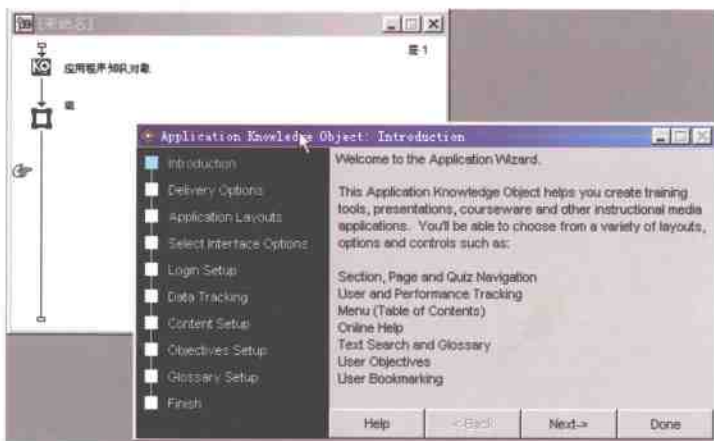 [未命名]
层 1
KO
应用程序知识对象
组
Application Knowledge Object: Introduction
Introduction
Delivery Options
Application Layouts
Select Interface Options
Login Setup
Data Tracking
Content Setup
Objectives Setup
Glossary Setup
Finish
Welcome to the Application Wizard.
This Application Knowledge Object helps you create training
tools, presentations, courseware and other instructional media
applications. You'll be able to choose from a variety of layouts,
options and controls such as:
Section, Page and Quiz Navigation
User and Performance Tracking
Menu (Table of Contents)
Online Help
Text Search and Glossary
User Objectives
User Bookmarking
Help
<-Back
Next->
Done